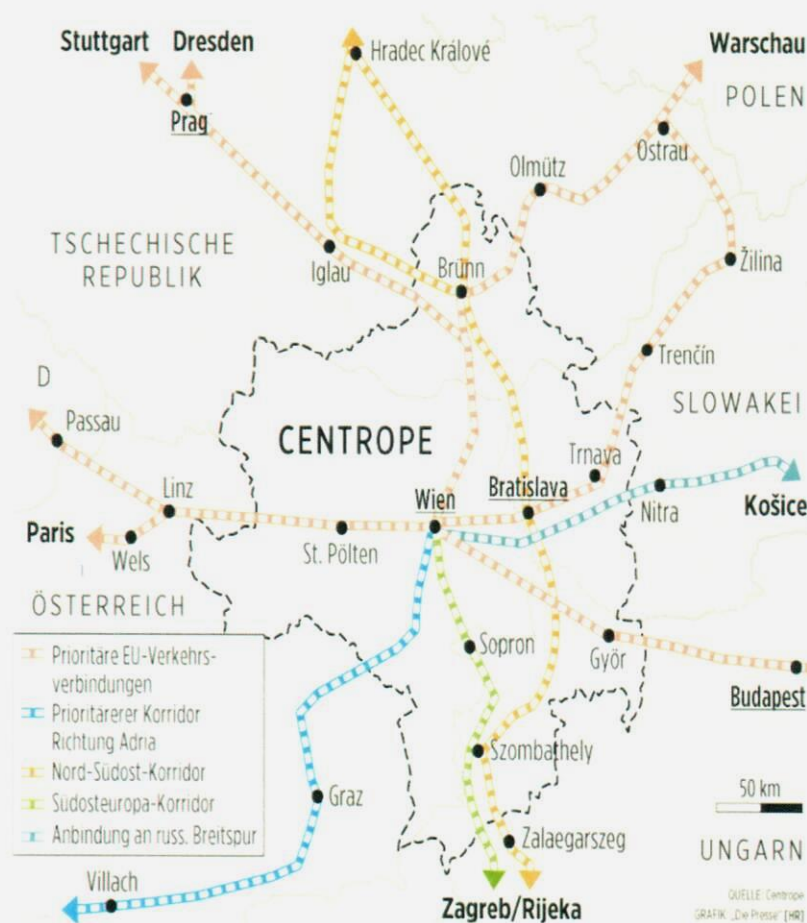 Stuttgart
Dresden
Hradec Králové
Warschau
POLEN
Prag
Ostrau
Olmütz
TSCHECHISCHE
REPUBLIK
Iglau
Brünn
Žilina
Trenčín
D
SLOWAKEI
Passau
CENTROPE
Trnava
Linz
Wien
Bratislava
Nitra
Košice
Paris
Wels
St. Pölten
ÖSTERREICH
Sopron
Györ
Budapest
Prioritäre EU-Verkehrs-
verbindungen
Prioritärerer Korridor
Richtung Adria
Nord-Südost-Korridor
Südosteuropa-Korridor
Anbindung an russ. Breitspur
Szombathely
Graz
50 km
Zalaegarszeg
UNGARN
Villach
Zagreb/Rijeka
QUELLE: Centrope
GRAFIK: „Die Presse" [HR]